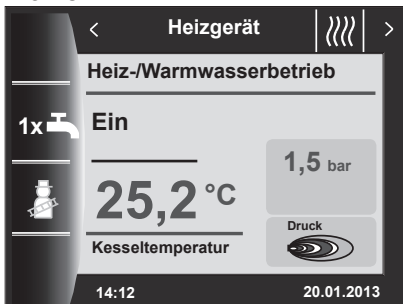 < Heizgerät >
Heiz-/Warmwasserbetrieb
1x
Ein
1,5 bar
25,2 °C
Druck
Kesseltemperatur
14:12 20.01.2013